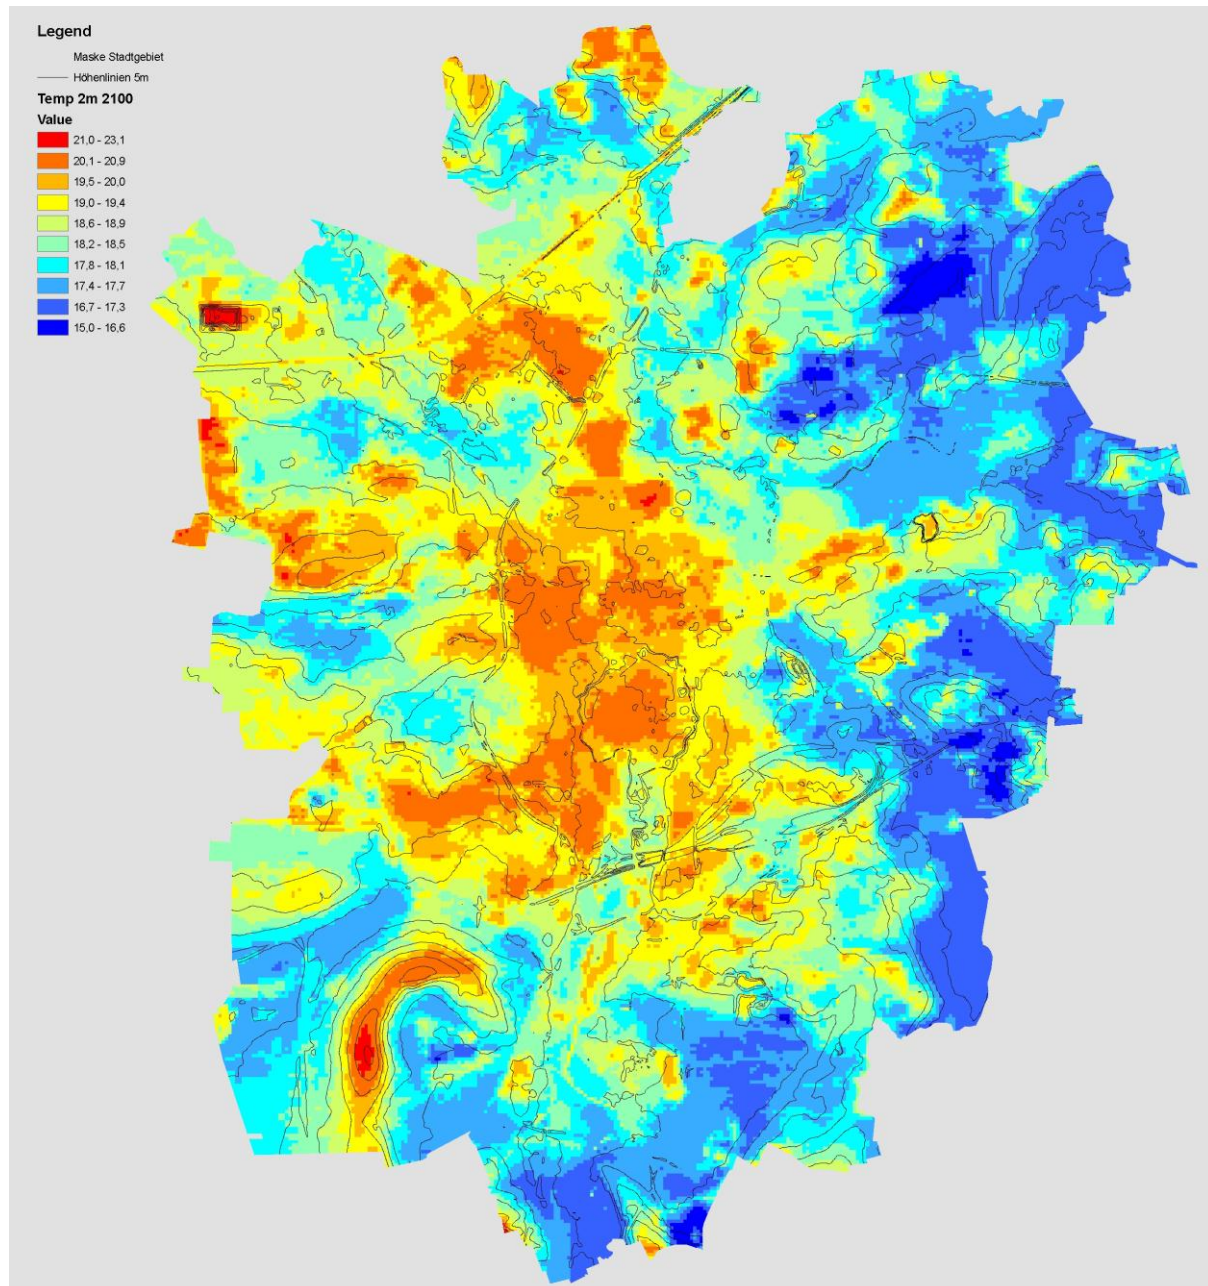 Legend
Maske Stadtgebiet
Höhenlinien 5m
Temp 2m 2100
Value
21,0 - 23,1
20,1 - 20,9
19,5 - 20,0
19,0 - 19,4
18,6 - 18,9
18,2 - 18,5
17,8 - 18,1
17,4 - 17,7
16,7 - 17,3
15,0 - 16,6